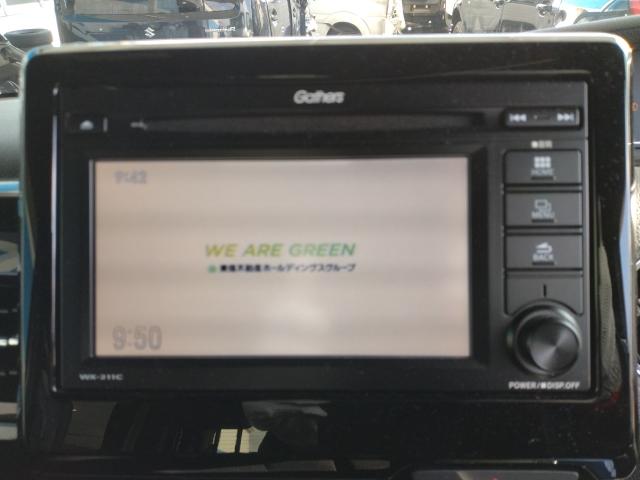 Gathers
HOME
MENU
BACK
9:42
WE ARE GREEN
東急不動産ホールディングスグループ
9:50
WX-211C
POWER/■DISP.OFF